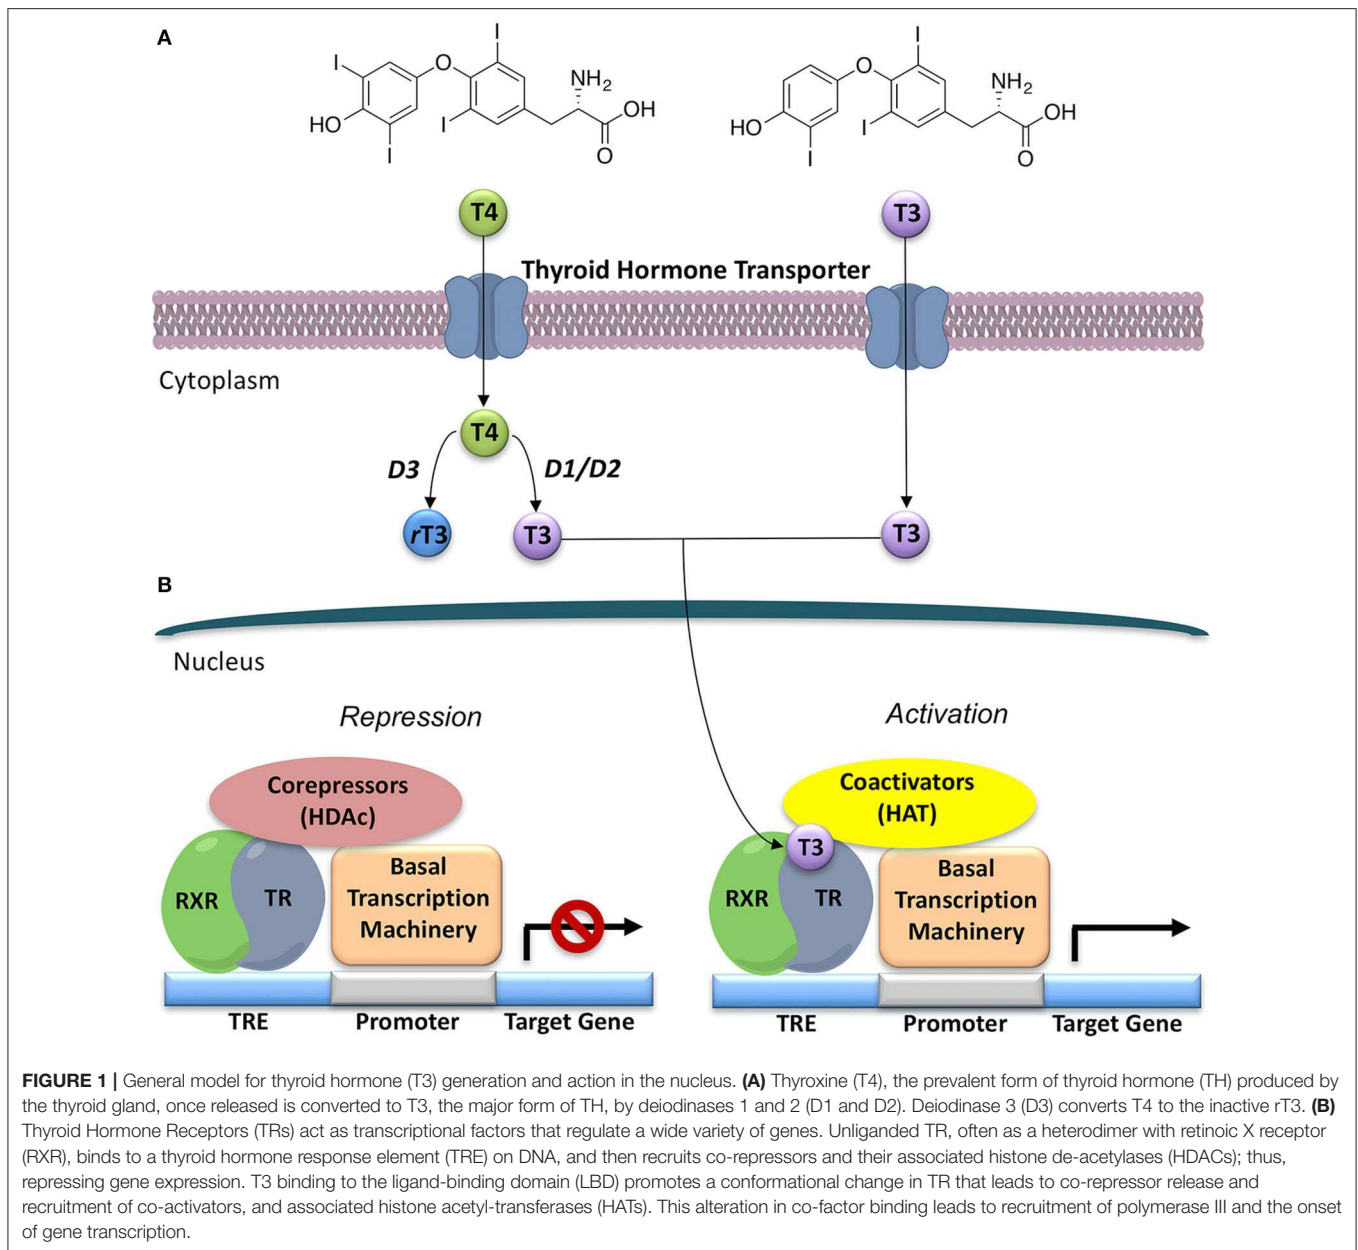 A
I
I
O
NH2
OH
HO
I
I
O
I
O
NH2
OH
HO
I
I
O
T4
T3
Thyroid Hormone Transporter
Cytoplasm
T4
D3
D1/D2
rT3
T3
T3
B
Nucleus
Repression
Activation
Corepressors
(HDAc)
RXR
TR
Basal
Transcription
Machinery
TRE
Promoter
Target Gene
Coactivators
(HAT)
T3
RXR
TR
Basal
Transcription
Machinery
TRE
Promoter
Target Gene
FIGURE 1 | General model for thyroid hormone (T3) generation and action in the nucleus. (A) Thyroxine (T4), the prevalent form of thyroid hormone (TH) produced by
the thyroid gland, once released is converted to T3, the major form of TH, by deiodinases 1 and 2 (D1 and D2). Deiodinase 3 (D3) converts T4 to the inactive rT3. (B)
Thyroid Hormone Receptors (TRs) act as transcriptional factors that regulate a wide variety of genes. Unliganded TR, often as a heterodimer with retinoic X receptor
(RXR), binds to a thyroid hormone response element (TRE) on DNA, and then recruits co-repressors and their associated histone de-acetylases (HDACs); thus,
repressing gene expression. T3 binding to the ligand-binding domain (LBD) promotes a conformational change in TR that leads to co-repressor release and
recruitment of co-activators, and associated histone acetyl-transferases (HATs). This alteration in co-factor binding leads to recruitment of polymerase III and the onset
of gene transcription.